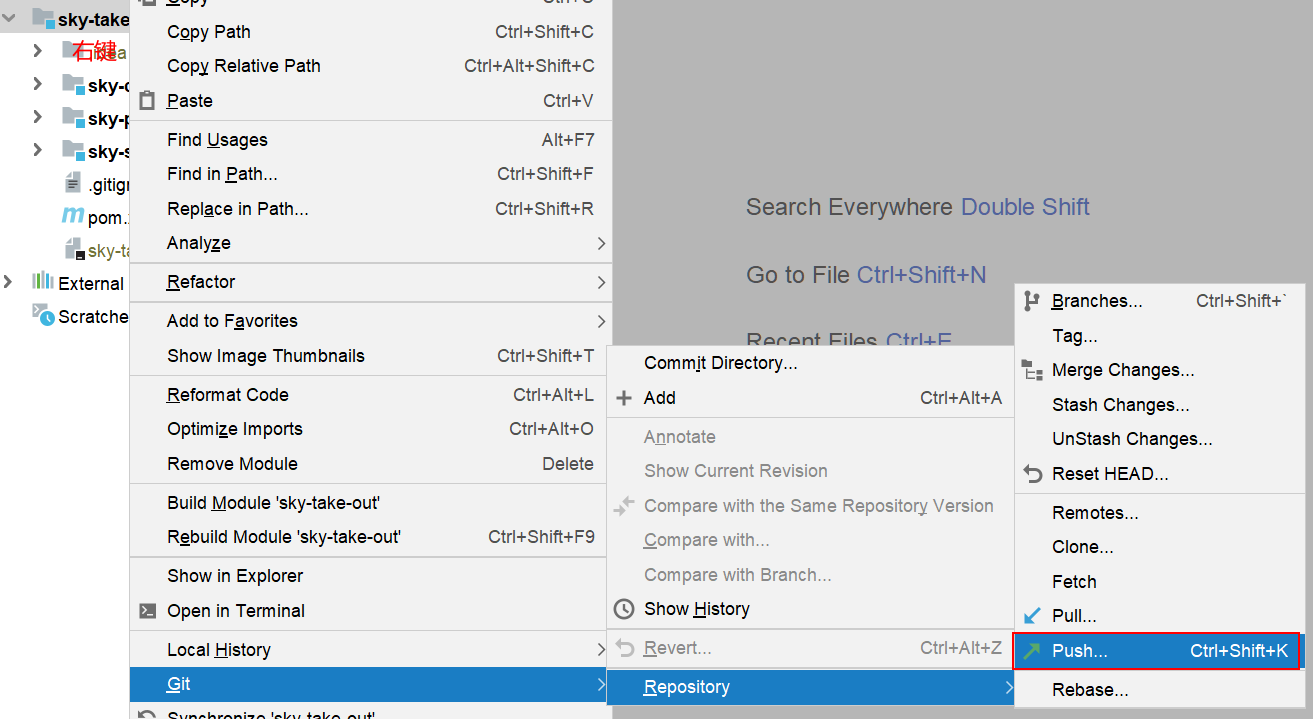 sky-take
右键
sky-
sky-
sky-s
.gitign
pom.
sky-ta
External
Scratche
Copy
Copy Path Ctrl+Shift+C
Copy Relative Path Ctrl+Alt+Shift+C
Paste Ctrl+V
Find Usages Alt+F7
Find in Path... Ctrl+Shift+F
Replace in Path... Ctrl+Shift+R
Analyze
Refactor
Add to Favorites
Show Image Thumbnails Ctrl+Shift+T
Reformat Code Ctrl+Alt+L
Optimize Imports Ctrl+Alt+O
Remove Module Delete
Build Module 'sky-take-out'
Rebuild Module 'sky-take-out' Ctrl+Shift+F9
Show in Explorer
Open in Terminal
Local History
Git
Synchronize 'sky-take-out'
Search Everywhere Double Shift
Go to File Ctrl+Shift+N
Recent Files Ctrl+E
Commit Directory...
Add Ctrl+Alt+A
Annotate
Show Current Revision
Compare with the Same Repository Version
Compare with...
Compare with Branch...
Show History
Revert... Ctrl+Alt+Z
Repository
Branches... Ctrl+Shift+`
Tag...
Merge Changes...
Stash Changes...
UnStash Changes...
Reset HEAD...
Remotes...
Clone...
Fetch
Pull...
Push... Ctrl+Shift+K
Rebase...